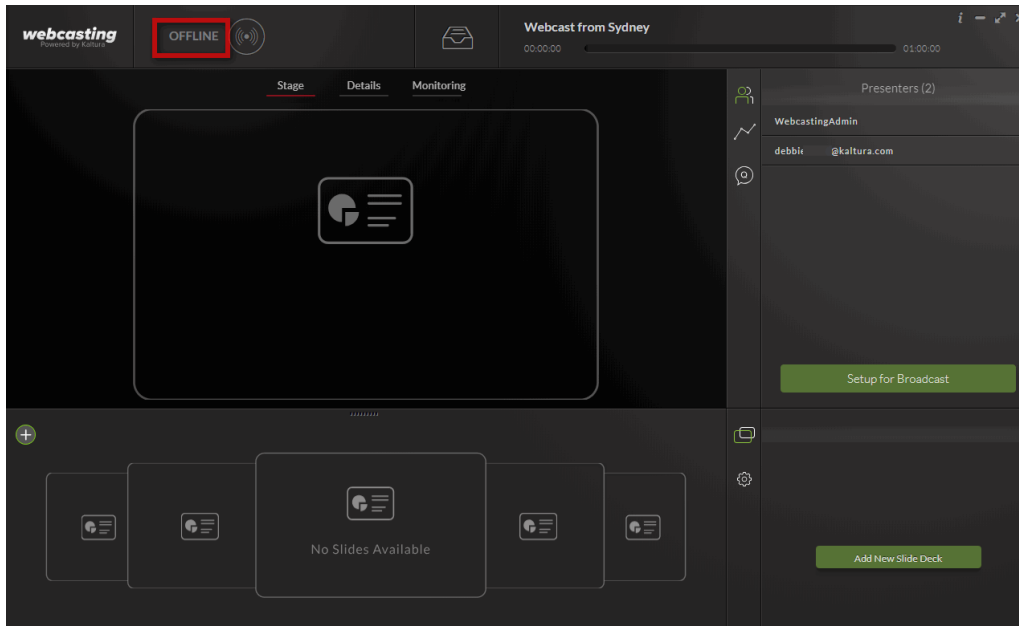 webcasting
Powered by Kaltura
OFFLINE
Webcast from Sydney
00:00:00
01:00:00
Stage
Details
Monitoring
Presenters (2)
WebcastingAdmin
debbie @kaltura.com
Setup for Broadcast
No Slides Available
Add New Slide Deck